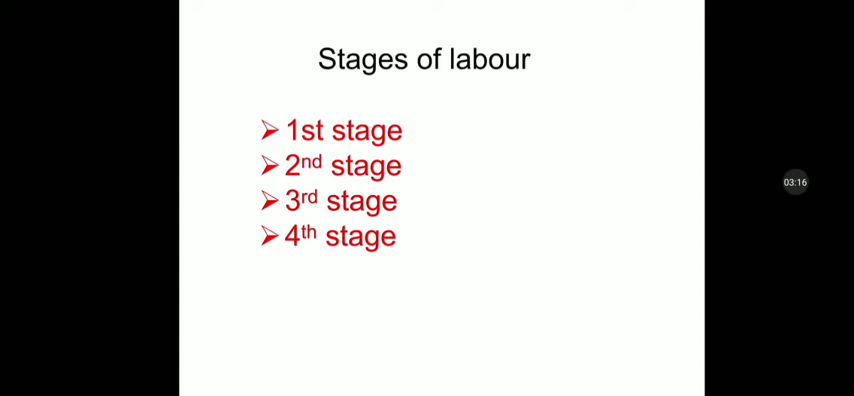 Stages of labour
➢ 1st stage
➢ 2nd stage
➢ 3rd stage
➢ 4th stage
03:16